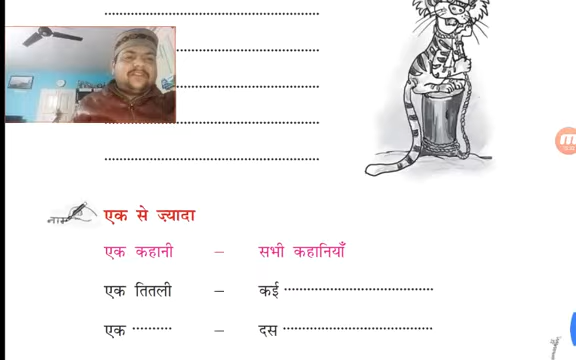 नाम
एक से ज़्यादा
एक कहानी – सभी कहानियाँ
एक तितली – कई ....................
एक .......... – दस ....................